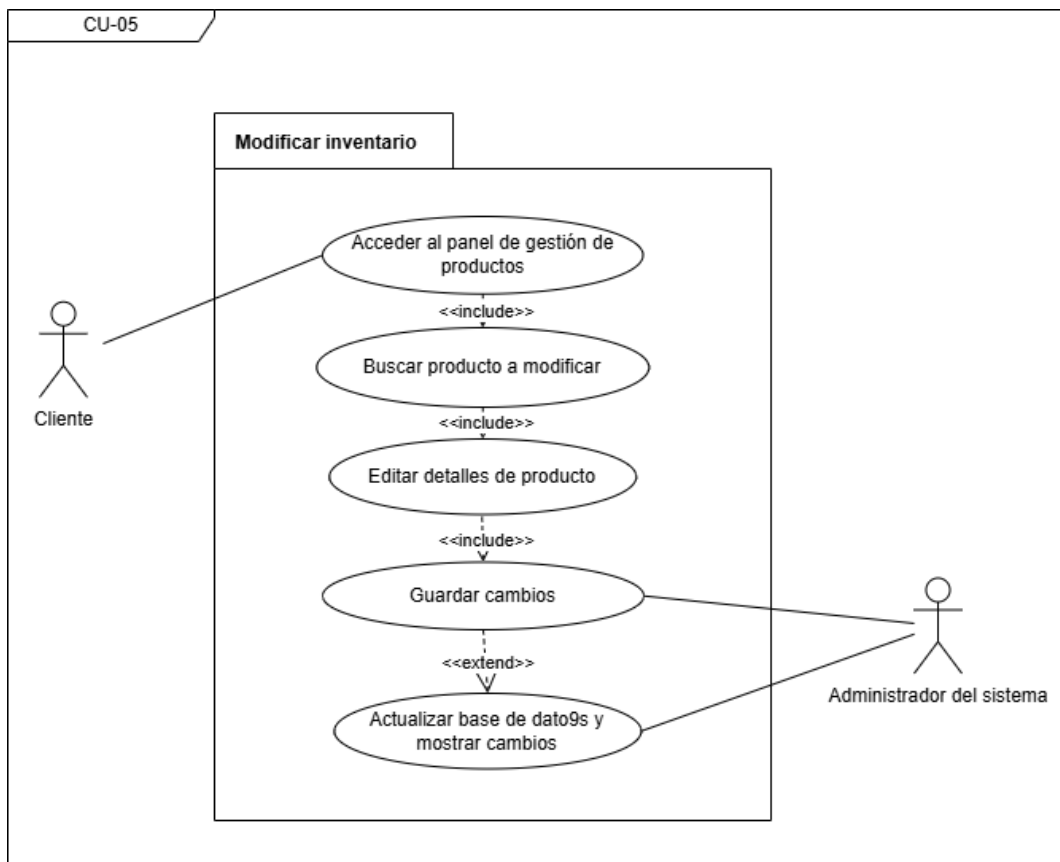 CU-05
Modificar inventario
Acceder al panel de gestión de
productos
<<include>>
Buscar producto a modificar
<<include>>
Editar detalles de producto
<<include>>
Guardar cambios
<<extend>>
Actualizar base de dato9s y
mostrar cambios
Cliente
Administrador del sistema